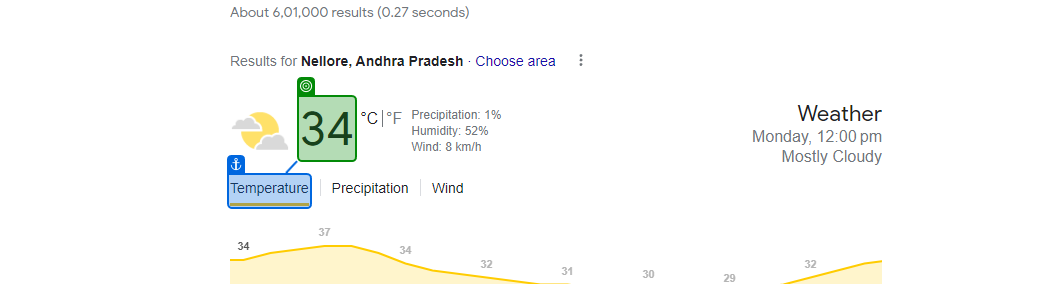 About 6,01,000 results (0.27 seconds)
Results for Nellore, Andhra Pradesh · Choose area
34 °C | °F
Precipitation: 1%
Humidity: 52%
Wind: 8 km/h
Weather
Monday, 12:00 pm
Mostly Cloudy
Temperature | Precipitation | Wind
34 37 34 32 31 30 29 32